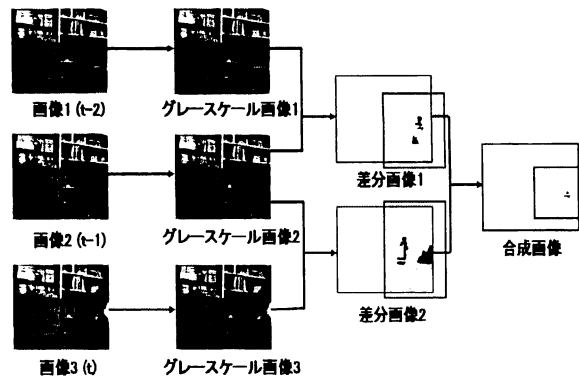 画像1 (t-2)
グレースケール画像1
差分画像1
画像2 (t-1)
グレースケール画像2
合成画像
差分画像2
画像3 (t)
グレースケール画像3